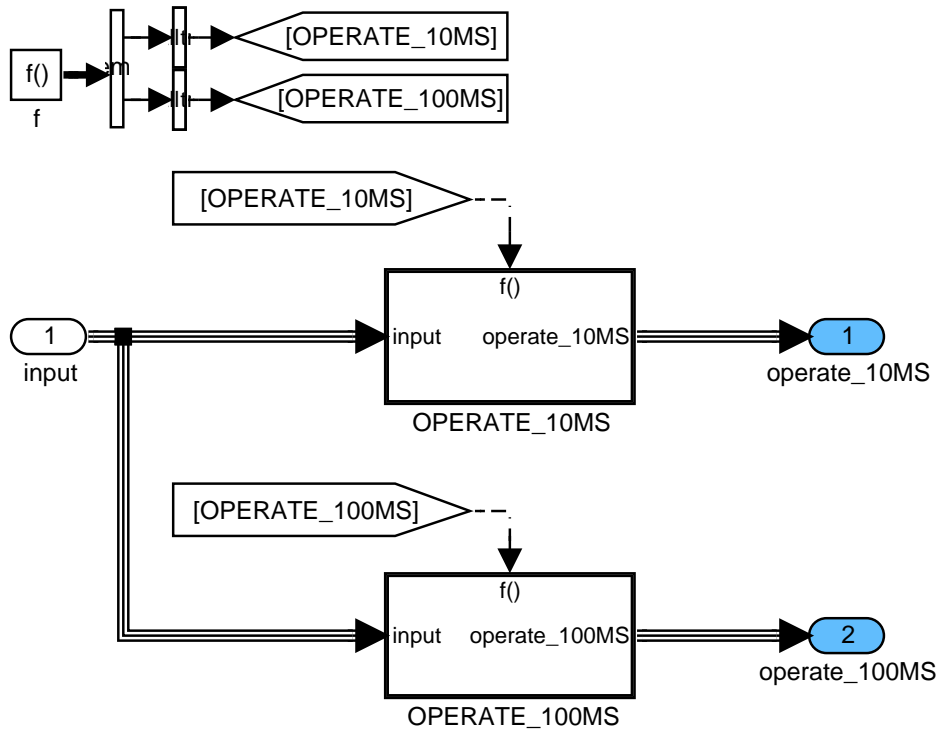 [OPERATE_10MS]
f()
f
[OPERATE_100MS]
[OPERATE_10MS]
f()
1
input
input
operate_10MS
1
operate_10MS
OPERATE_10MS
[OPERATE_100MS]
f()
input
operate_100MS
2
operate_100MS
OPERATE_100MS